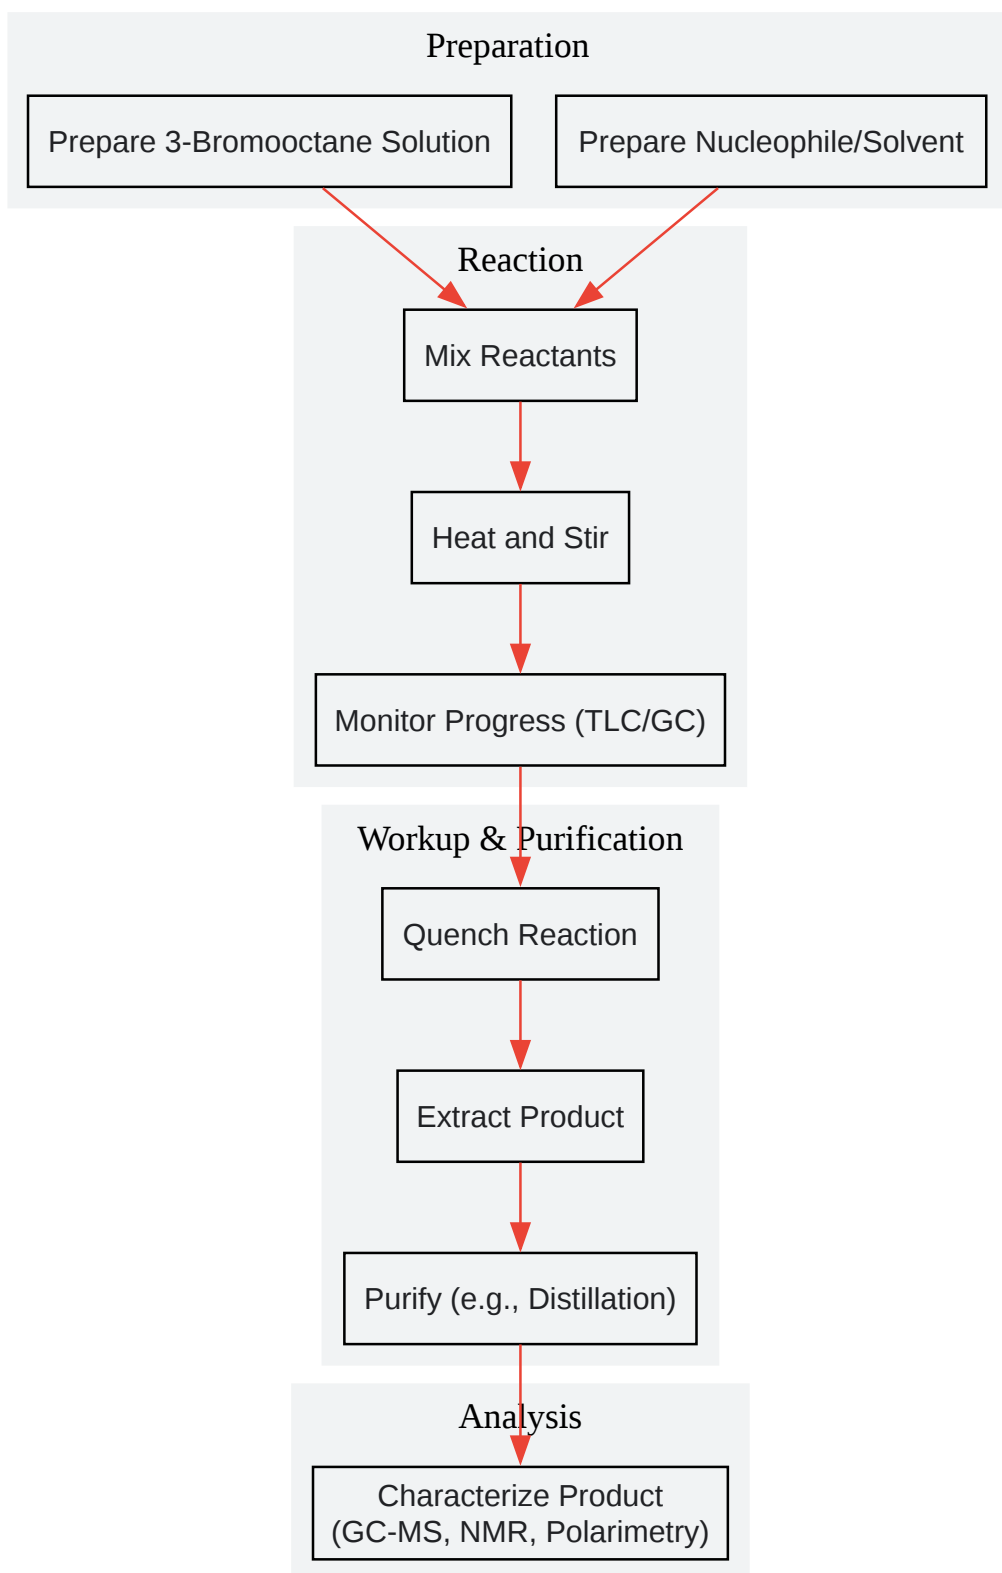 Preparation
Prepare 3-Bromooctane Solution
Prepare Nucleophile/Solvent
Reaction
Mix Reactants
Heat and Stir
Monitor Progress (TLC/GC)
Workup & Purification
Quench Reaction
Extract Product
Purify (e.g., Distillation)
Analysis
Characterize Product
(GC-MS, NMR, Polarimetry)